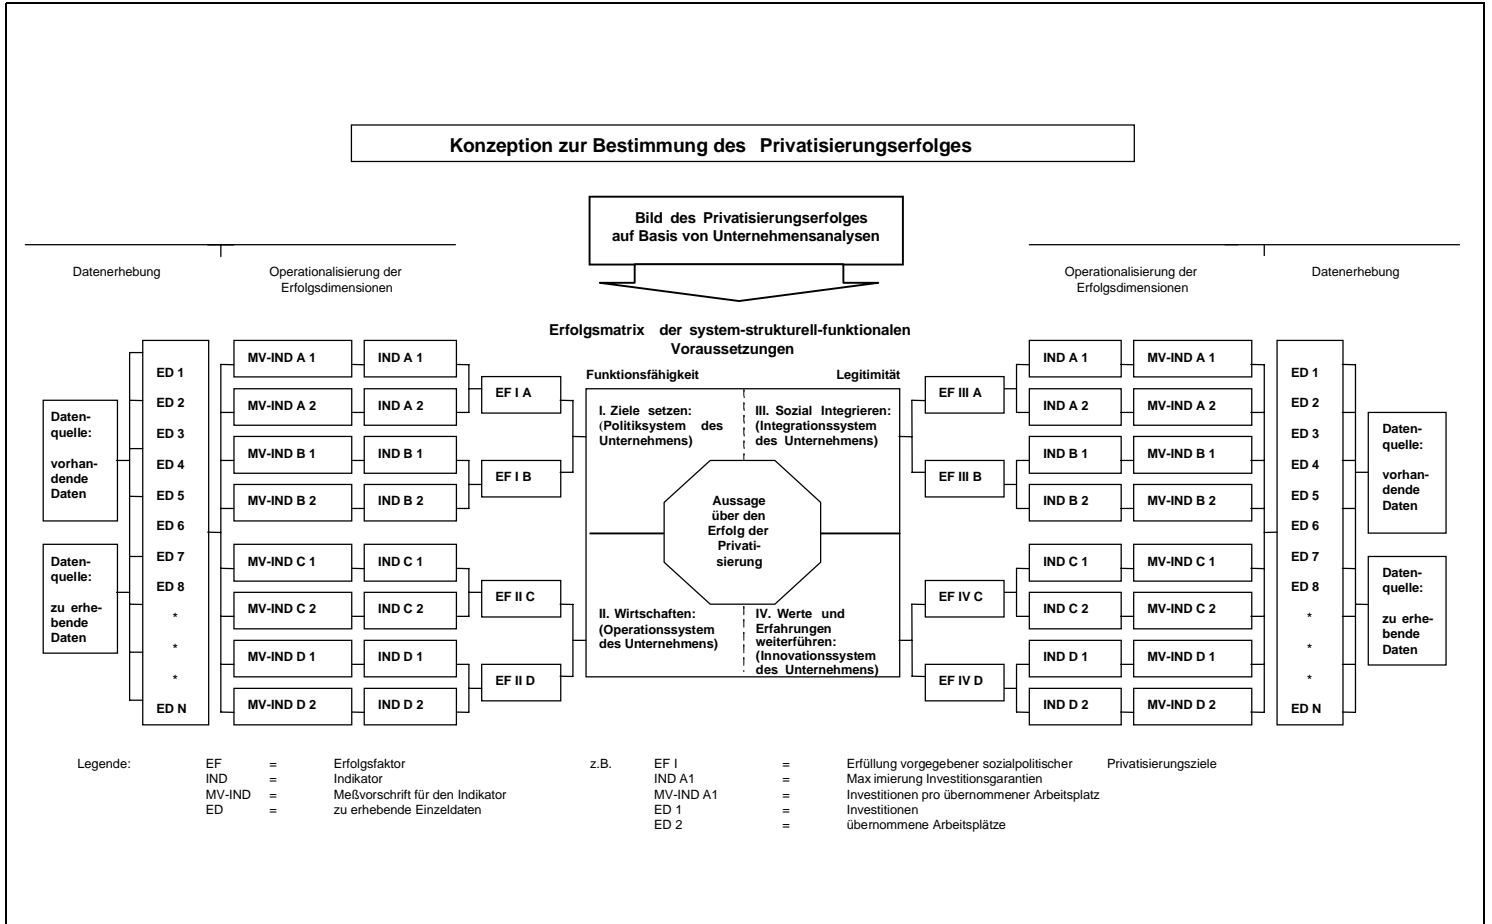 Konzeption zur Bestimmung des Privatisierungserfolges
Bild des Privatisierungserfolges
auf Basis von Unternehmensanalysen
Datenerhebung
Operationalisierung der
Erfolgsdimensionen
Operationalisierung der
Erfolgsdimensionen
Datenerhebung
Erfolgsmatrix der system-strukturell-funktionalen
Voraussetzungen
Funktionsfähigkeit
Legitimität
Daten-
quelle:
vorhan-
dende
Daten
Daten-
quelle:
zu erhe-
bende
Daten
ED 1
ED 2
ED 3
ED 4
ED 5
ED 6
ED 7
ED 8
*
*
*
ED N
MV-IND A 1
IND A 1
MV-IND A 2
IND A 2
MV-IND B 1
IND B 1
MV-IND B 2
IND B 2
MV-IND C 1
IND C 1
MV-IND C 2
IND C 2
MV-IND D 1
IND D 1
MV-IND D 2
IND D 2
EF I A
EF I B
EF II C
EF II D
I. Ziele setzen:
(Politiksystem des
Unternehmens)
III. Sozial Integrieren:
(Integrationssystem
des Unternehmens)
Aussage
über den
Erfolg der
Privati-
sierung
II. Wirtschaften:
(Operationssystem
des Unternehmens)
IV. Werte und
Erfahrungen
weiterführen:
(Innovationssystem
des Unternehmens)
EF III A
EF III B
EF IV C
EF IV D
IND A 1
MV-IND A 1
IND A 2
MV-IND A 2
IND B 1
MV-IND B 1
IND B 2
MV-IND B 2
IND C 1
MV-IND C 1
IND C 2
MV-IND C 2
IND D 1
MV-IND D 1
IND D 2
MV-IND D 2
ED 1
ED 2
ED 3
ED 4
ED 5
ED 6
ED 7
ED 8
*
*
*
ED N
Daten-
quelle:
vorhan-
dende
Daten
Daten-
quelle:
zu erhe-
bende
Daten
Legende:
EF = Erfolgsfaktor
IND = Indikator
MV-IND = Meßvorschrift für den Indikator
ED = zu erhebende Einzeldaten
z.B. EF I = Erfüllung vorgegebener sozialpolitischer Privatisierungsziele
IND A1 = Max imierung Investitionsgarantien
MV-IND A1 = Investitionen pro übernommener Arbeitsplatz
ED 1 = Investitionen
ED 2 = übernommene Arbeitsplätze